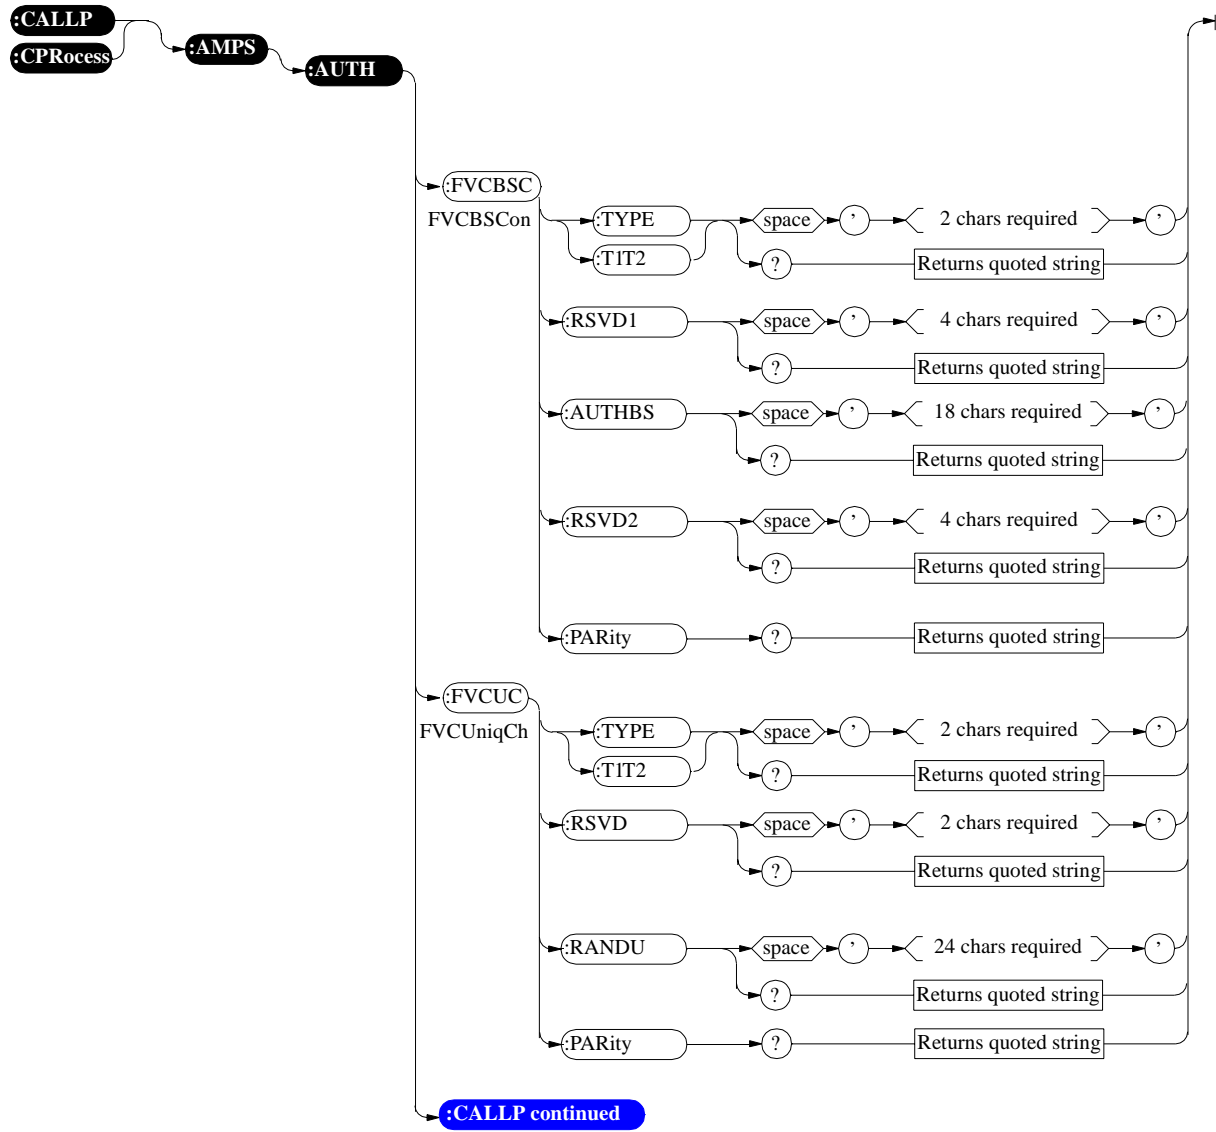 :CALLP
:CPRocess
:AMPS
:AUTH
:FVCBSC
FVCBSCon
:TYPE space ’ 2 chars required ’
:T1T2 ? Returns quoted string
:RSVD1 space ’ 4 chars required ’
? Returns quoted string
:AUTHBS space ’ 18 chars required ’
? Returns quoted string
:RSVD2 space ’ 4 chars required ’
? Returns quoted string
:PARity ? Returns quoted string
:FVCUC
FVCUniqCh
:TYPE space ’ 2 chars required ’
:T1T2 ? Returns quoted string
:RSVD space ’ 2 chars required ’
? Returns quoted string
:RANDU space ’ 24 chars required ’
? Returns quoted string
:PARity ? Returns quoted string
:CALLP continued